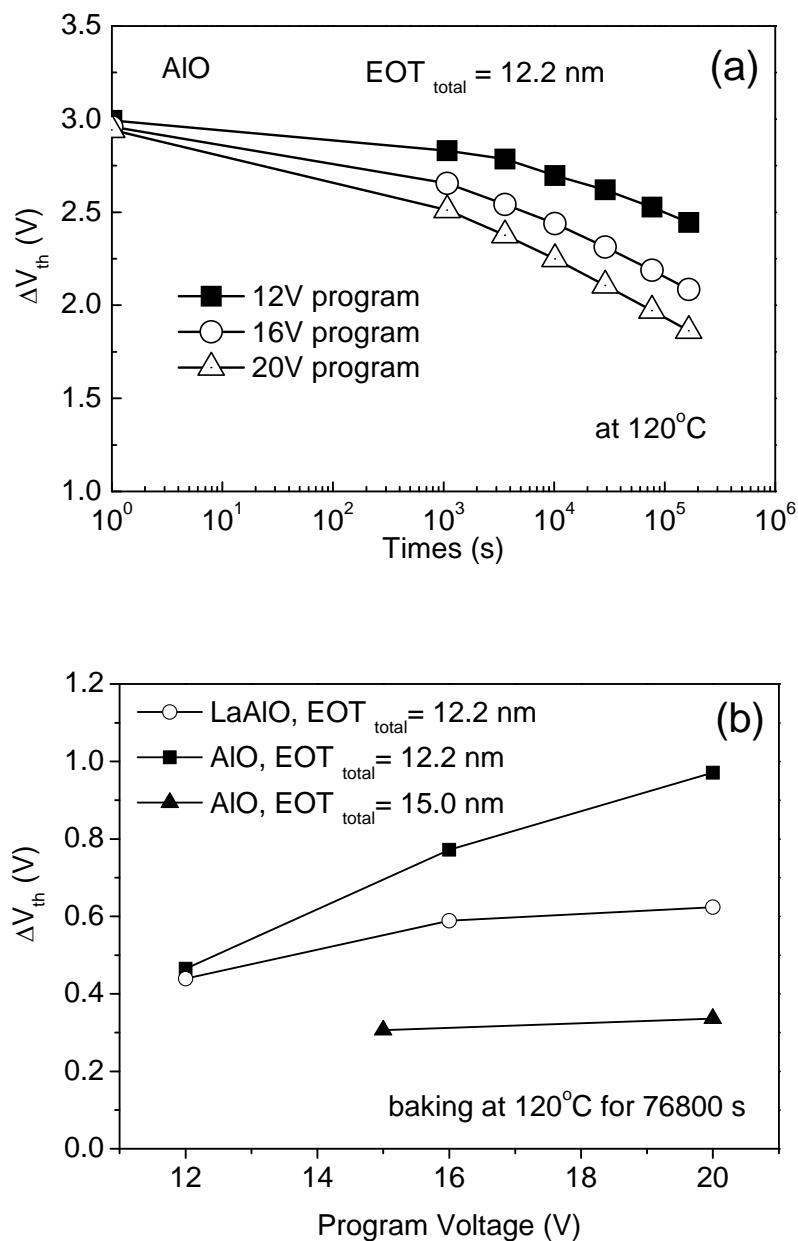 3.5
AlO EOT total = 12.2 nm (a)
3.0
2.5
ΔVth (V)
2.0
12V program
16V program
20V program
1.5
at 120°C
1.0
10^0 10^1 10^2 10^3 10^4 10^5 10^6
Times (s)
1.2
LaAlO, EOT total= 12.2 nm (b)
1.0
AlO, EOT total= 12.2 nm
AlO, EOT total= 15.0 nm
0.8
ΔVth (V)
0.6
0.4
0.2
baking at 120°C for 76800 s
0.0
12 14 16 18 20
Program Voltage (V)